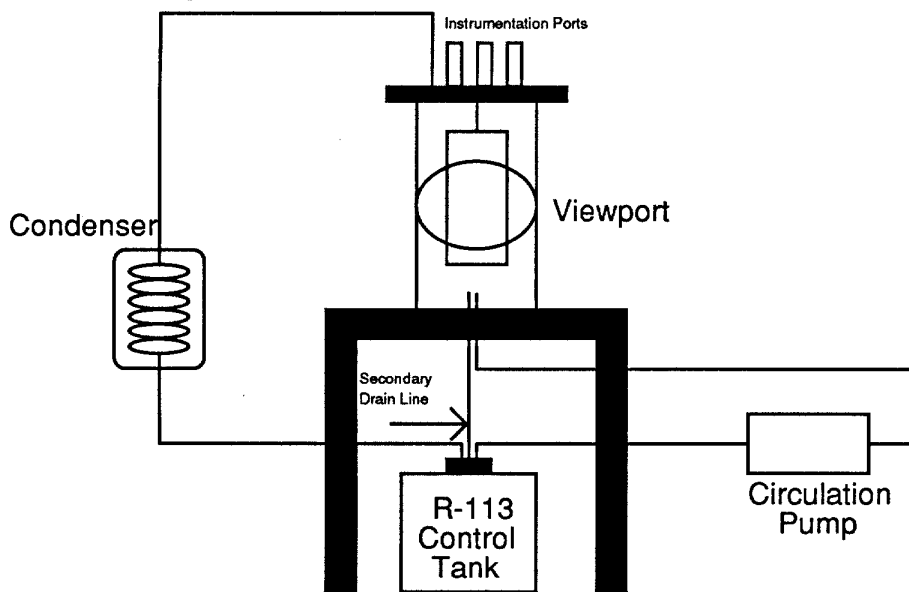 Instrumentation Ports
Viewport
Condenser
Secondary
Drain Line
R-113
Control
Tank
Circulation
Pump